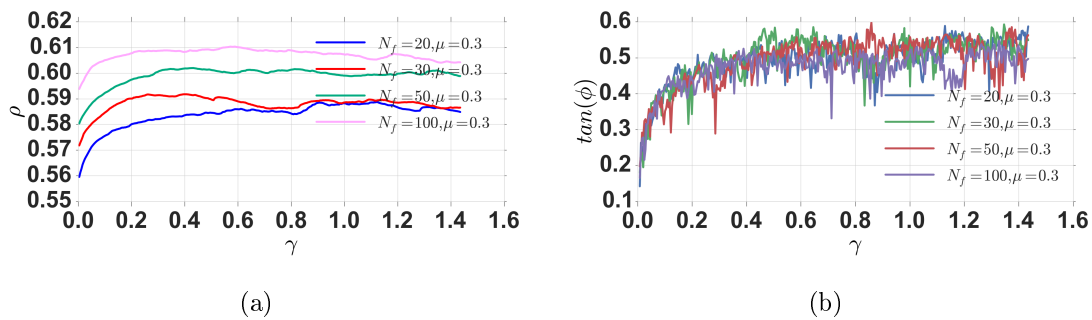 0.62
0.61
0.60
0.59
0.58
0.57
0.56
0.55
ρ
0.0 0.2 0.4 0.6 0.8 1.0 1.2 1.4 1.6
γ
N_f = 20, μ = 0.3
N_f = 30, μ = 0.3
N_f = 50, μ = 0.3
N_f = 100, μ = 0.3
(a)
0.6
0.5
0.4
0.3
0.2
0.1
tan(ϕ)
0.0 0.2 0.4 0.6 0.8 1.0 1.2 1.4 1.6
γ
N_f = 20, μ = 0.3
N_f = 30, μ = 0.3
N_f = 50, μ = 0.3
N_f = 100, μ = 0.3
(b)